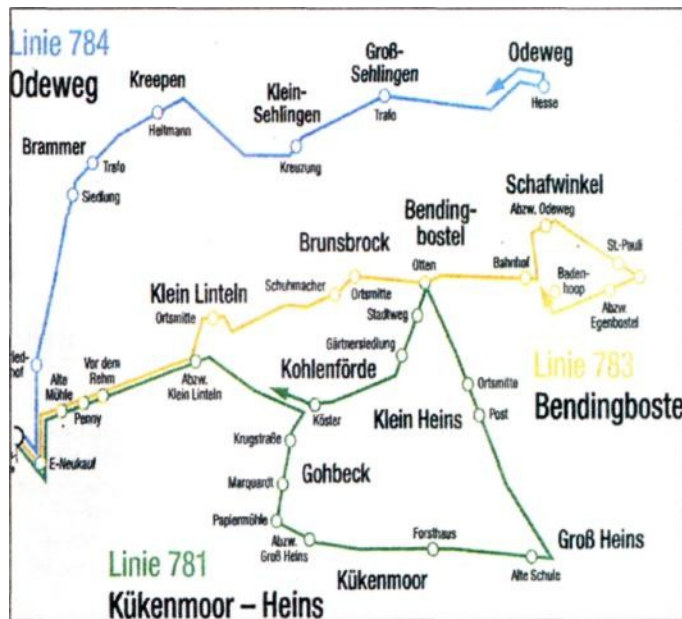 Linie 784
Odeweg
Kreepen
Heitmann
Groß-
Sehlingen
Trafo
Odeweg
Hesse
Klein-
Sehlingen
Kreuzung
Brammer
Trafo
Siedlung
Schafwinkel
Abzw. Odeweg
St.-Pauli
Baden-
hoop
Abzw.
Egenbostel
Bahnhof
Bending-
bostel
Otten
Brunsbrock
Schuhmacher
Ortsmitte
Klein Linteln
Ortsmitte
Stadtweg
Gärtnersiedlung
Kohlenförde
Köster
Linie 783
Bendingboste
ied-
hof
Alte
Mühle
Vor dem
Rehm
Penny
E-Neukauf
Abzw.
Klein Linteln
Ortsmitte
Post
Klein Heins
Krugstraße
Gohbeck
Marquardt
Papiermühle
Abzw.
Groß Heins
Forsthaus
Kükenmoor
Groß Heins
Alte Schule
Linie 781
Kükenmoor – Heins